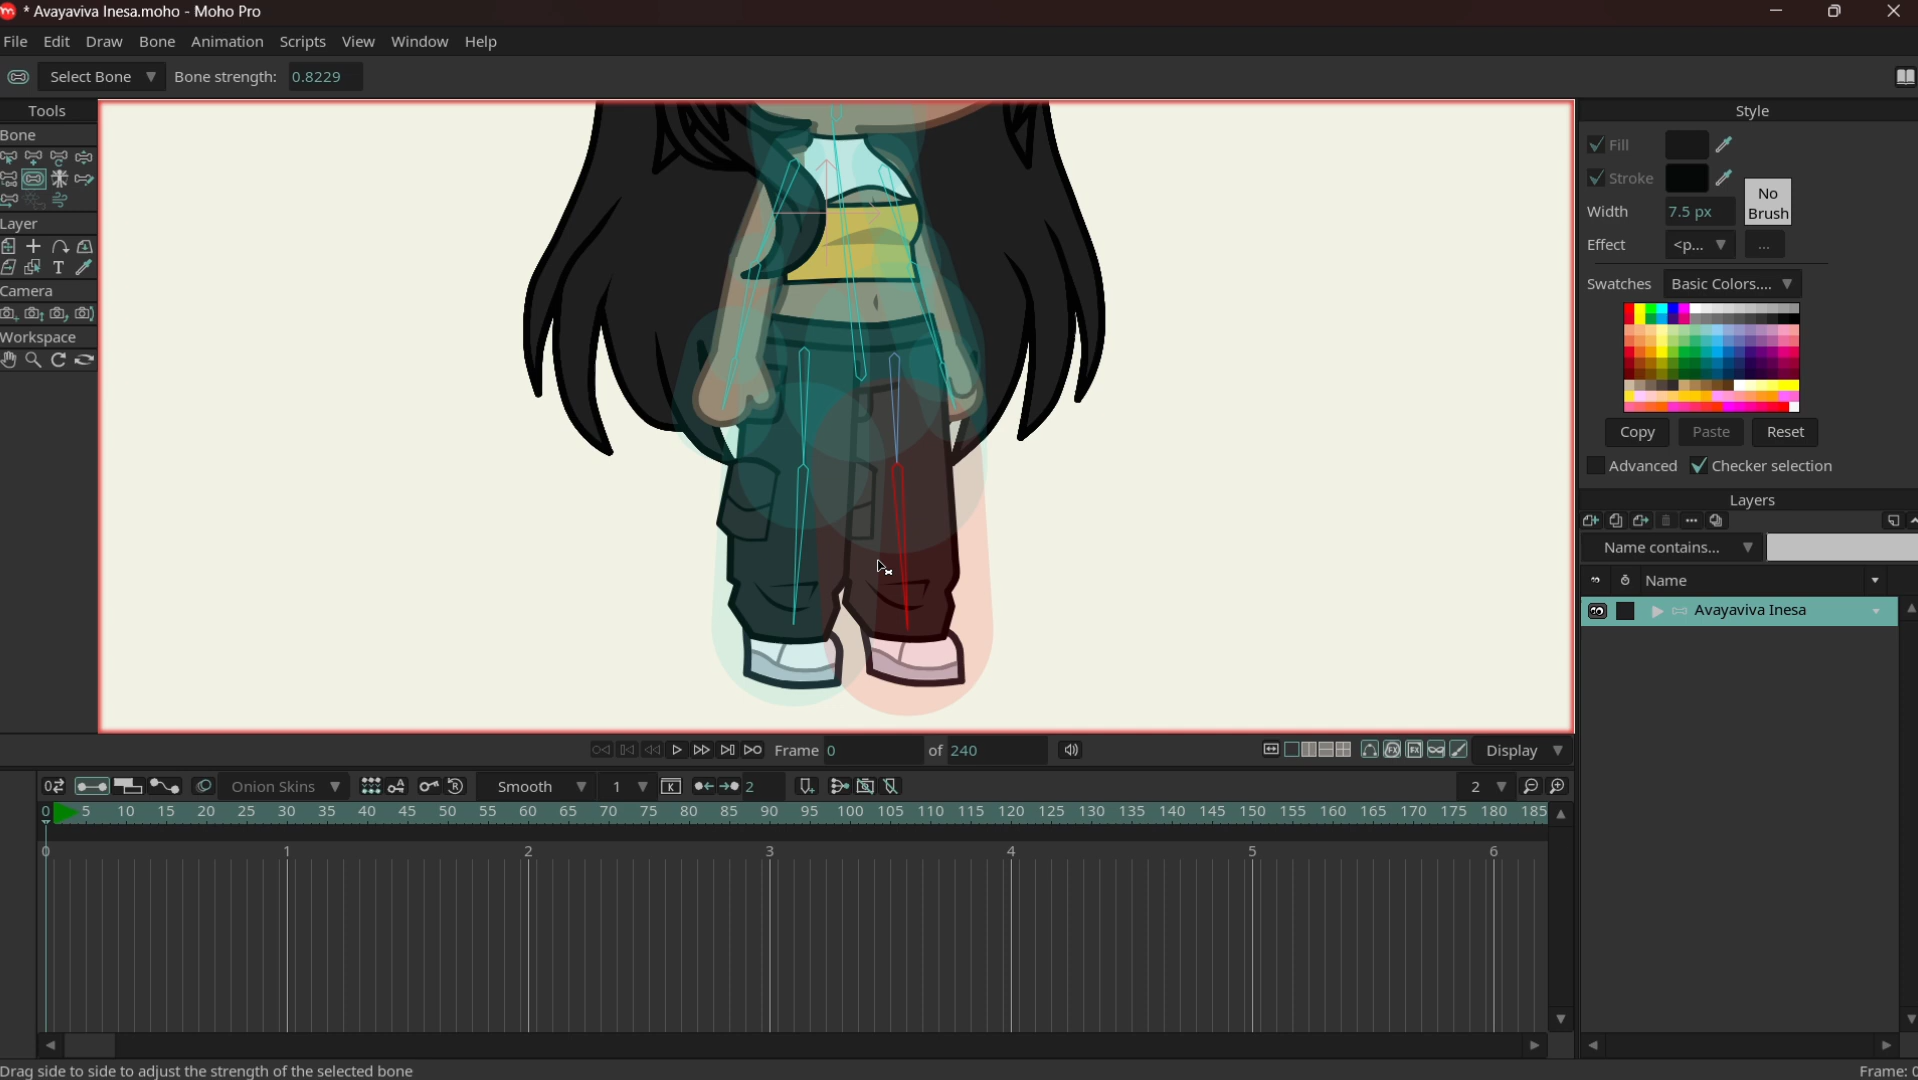 * Avayaviva Inesa.moho - Moho Pro
File Edit Draw Bone Animation Scripts View Window Help
Select Bone Bone strength: 0.8229
Tools
Bone
Layer
T
Camera
Workspace
Style
Fill
Stroke
No
Brush
Width 7.5 px
Effect <p... ...
Swatches Basic Colors....
Copy Paste Reset
Advanced Checker selection
Layers
Name contains...
Name
Avayaviva Inesa
Frame 0 of 240 Display
Onion Skins Smooth 1 K 2 2
0 5 10 15 20 25 30 35 40 45 50 55 60 65 70 75 80 85 90 95 100 105 110 115 120 125 130 135 140 145 150 155 160 165 170 175 180 185
0 1 2 3 4 5 6
Drag side to side to adjust the strength of the selected bone
Frame: 0